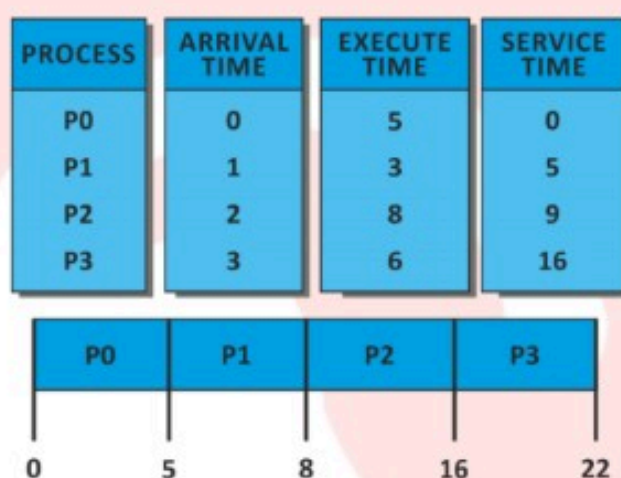 PROCESS ARRIVAL TIME EXECUTE TIME SERVICE TIME
P0 0 5 0
P1 1 3 5
P2 2 8 9
P3 3 6 16
P0 P1 P2 P3
0 5 8 16 22